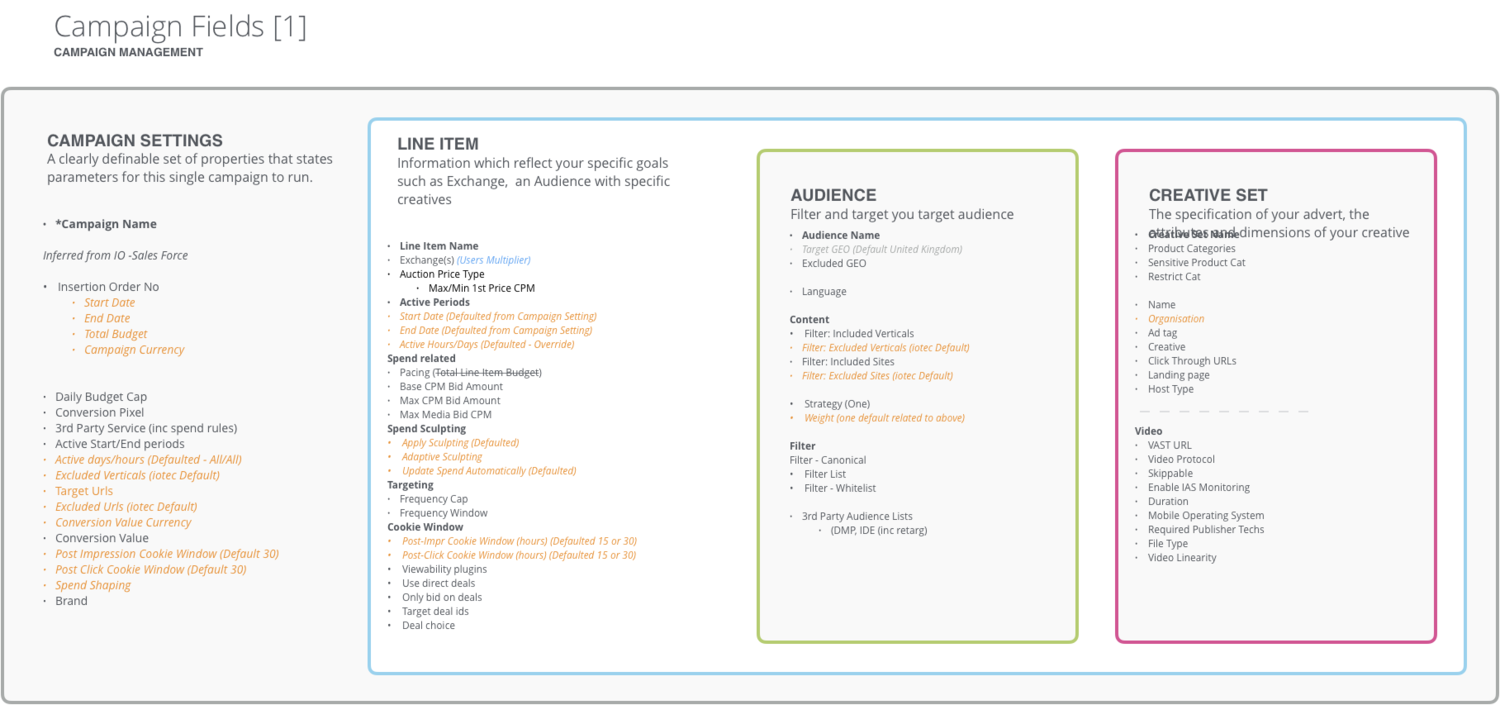 Campaign Fields [1]
CAMPAIGN MANAGEMENT
CAMPAIGN SETTINGS
A clearly definable set of properties that states
parameters for this single campaign to run.
• *Campaign Name
Inferred from IO -Sales Force
• Insertion Order No
• Start Date
• End Date
• Total Budget
• Campaign Currency
• Daily Budget Cap
• Conversion Pixel
• 3rd Party Service (inc spend rules)
• Active Start/End periods
• Active days/hours (Defaulted - All/All)
• Excluded Verticals (iotec Default)
• Target Urls
• Excluded Urls (iotec Default)
• Conversion Value Currency
• Conversion Value
• Post Impression Cookie Window (Default 30)
• Post Click Cookie Window (Default 30)
• Spend Shaping
• Brand
LINE ITEM
Information which reflect your specific goals
such as Exchange, an Audience with specific
creatives
• Line Item Name
• Exchange(s) (Users Multiplier)
• Auction Price Type
• Max/Min 1st Price CPM
• Active Periods
• Start Date (Defaulted from Campaign Setting)
• End Date (Defaulted from Campaign Setting)
• Active Hours/Days (Defaulted - Override)
Spend related
• Pacing (Total Line Item Budget)
• Base CPM Bid Amount
• Max CPM Bid Amount
• Max Media Bid CPM
Spend Sculpting
• Apply Sculpting (Defaulted)
• Adaptive Sculpting
• Update Spend Automatically (Defaulted)
Targeting
• Frequency Cap
• Frequency Window
Cookie Window
• Post-Impr Cookie Window (hours) (Defaulted 15 or 30)
• Post-Click Cookie Window (hours) (Defaulted 15 or 30)
• Viewability plugins
• Use direct deals
• Only bid on deals
• Target deal ids
• Deal choice
AUDIENCE
Filter and target you target audience
• Audience Name
• Target GEO (Default United Kingdom)
• Excluded GEO
• Language
Content
• Filter: Included Verticals
• Filter: Excluded Verticals (iotec Default)
• Filter: Included Sites
• Filter: Excluded Sites (iotec Default)
• Strategy (One)
• Weight (one default related to above)
Filter
Filter - Canonical
• Filter List
• Filter - Whitelist
• 3rd Party Audience Lists
• (DMP, IDE (inc retarg)
CREATIVE SET
The specification of your advert, the
attributes and dimensions of your creative
• Creative Set Name
• Product Categories
• Sensitive Product Cat
• Restrict Cat
• Name
• Organisation
• Ad tag
• Creative
• Click Through URLs
• Landing page
• Host Type
Video
• VAST URL
• Video Protocol
• Skippable
• Enable IAS Monitoring
• Duration
• Mobile Operating System
• Required Publisher Techs
• File Type
• Video Linearity